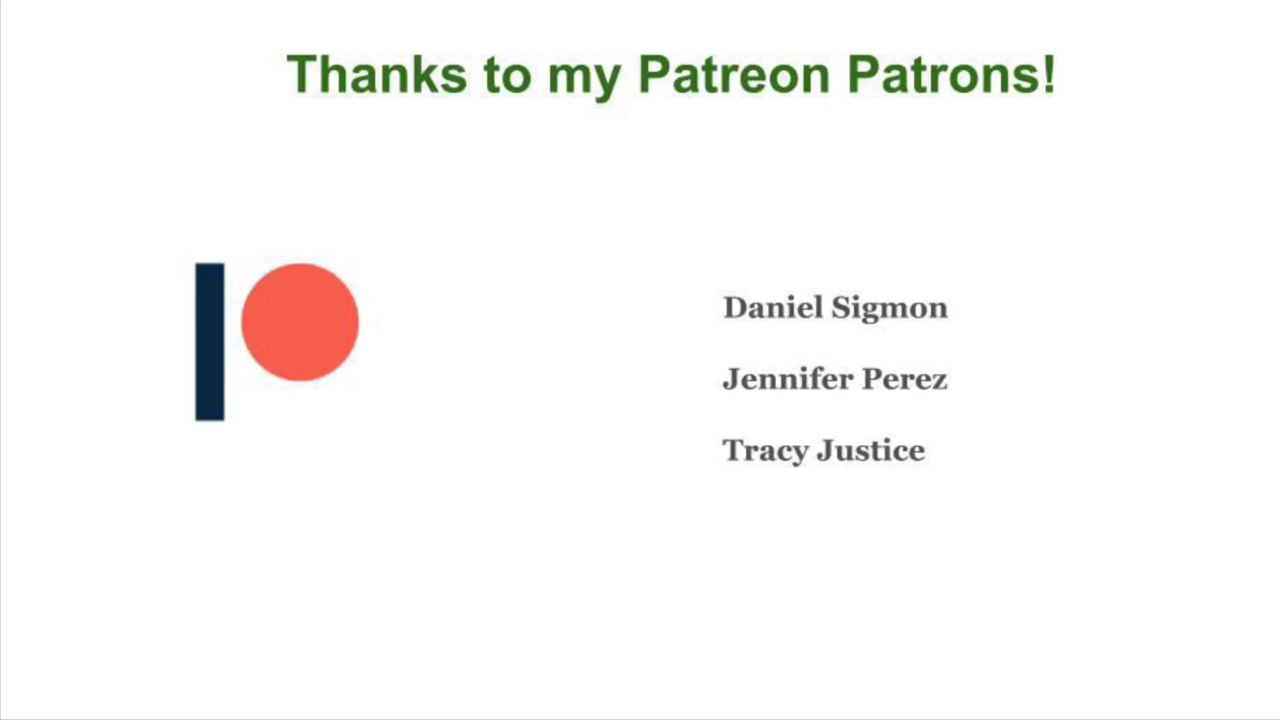 Thanks to my Patreon Patrons!
Daniel Sigmon
Jennifer Perez
Tracy Justice